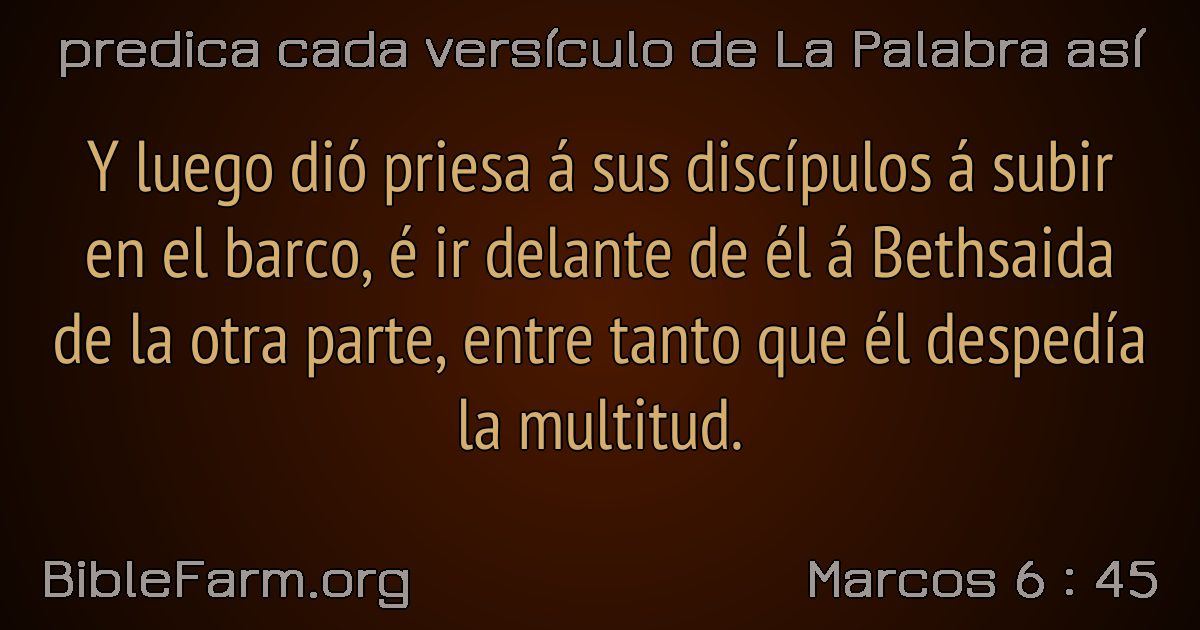 predica cada versículo de La Palabra así
Y luego dió priesa á sus discípulos á subir
en el barco, é ir delante de él á Bethsaida
de la otra parte, entre tanto que él despedía
la multitud.
BibleFarm.org
Marcos 6 : 45